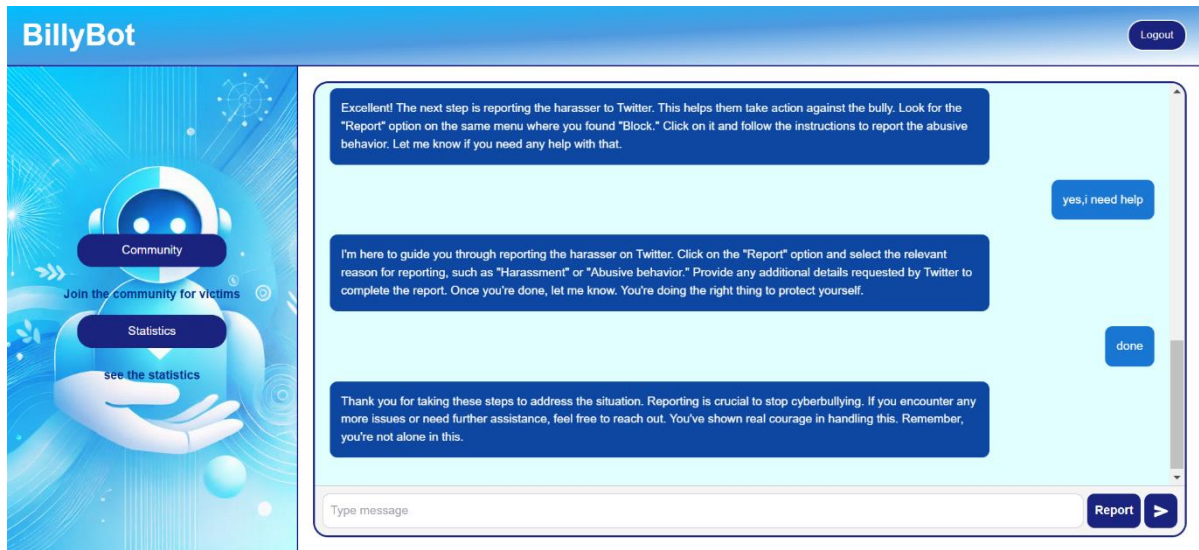 BillyBot
Logout
Community
Join the community for victims
Statistics
see the statistics
Excellent! The next step is reporting the harasser to Twitter. This helps them take action against the bully. Look for the
"Report" option on the same menu where you found "Block." Click on it and follow the instructions to report the abusive
behavior. Let me know if you need any help with that.
yes,i need help
I'm here to guide you through reporting the harasser on Twitter. Click on the "Report" option and select the relevant
reason for reporting, such as "Harassment" or "Abusive behavior." Provide any additional details requested by Twitter to
complete the report. Once you're done, let me know. You're doing the right thing to protect yourself.
done
Thank you for taking these steps to address the situation. Reporting is crucial to stop cyberbullying. If you encounter any
more issues or need further assistance, feel free to reach out. You've shown real courage in handling this. Remember,
you're not alone in this.
Type message
Report